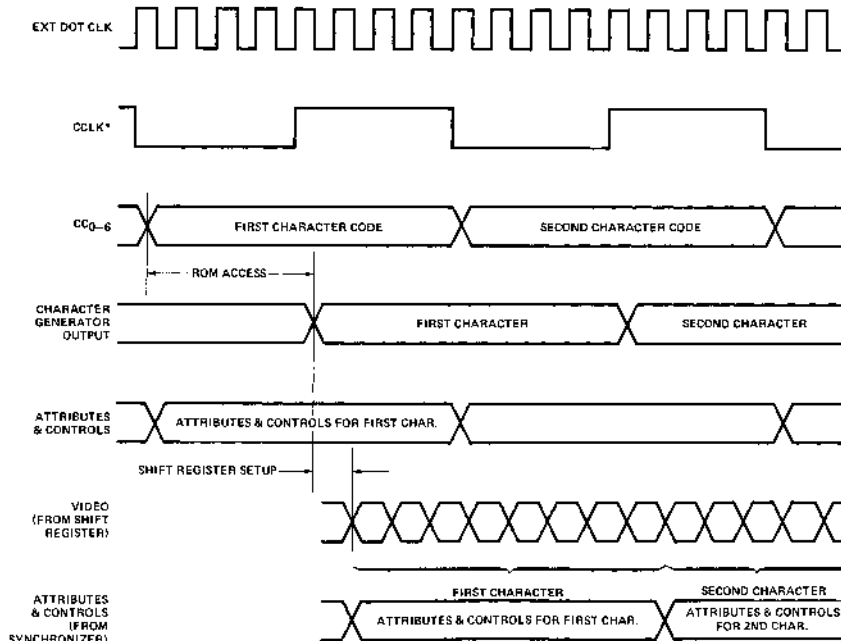 EXT DOT CLK
CCLK*
CC0–6
FIRST CHARACTER CODE
SECOND CHARACTER CODE
ROM ACCESS
CHARACTER
GENERATOR
OUTPUT
FIRST CHARACTER
SECOND CHARACTER
ATTRIBUTES
& CONTROLS
ATTRIBUTES & CONTROLS FOR FIRST CHAR.
SHIFT REGISTER SETUP
VIDEO
(FROM SHIFT
REGISTER)
FIRST CHARACTER
SECOND CHARACTER
ATTRIBUTES
& CONTROLS
(FROM
SYNCHRONIZER)
ATTRIBUTES & CONTROLS FOR FIRST CHAR.
ATTRIBUTES & CONTROLS
FOR 2ND CHAR.